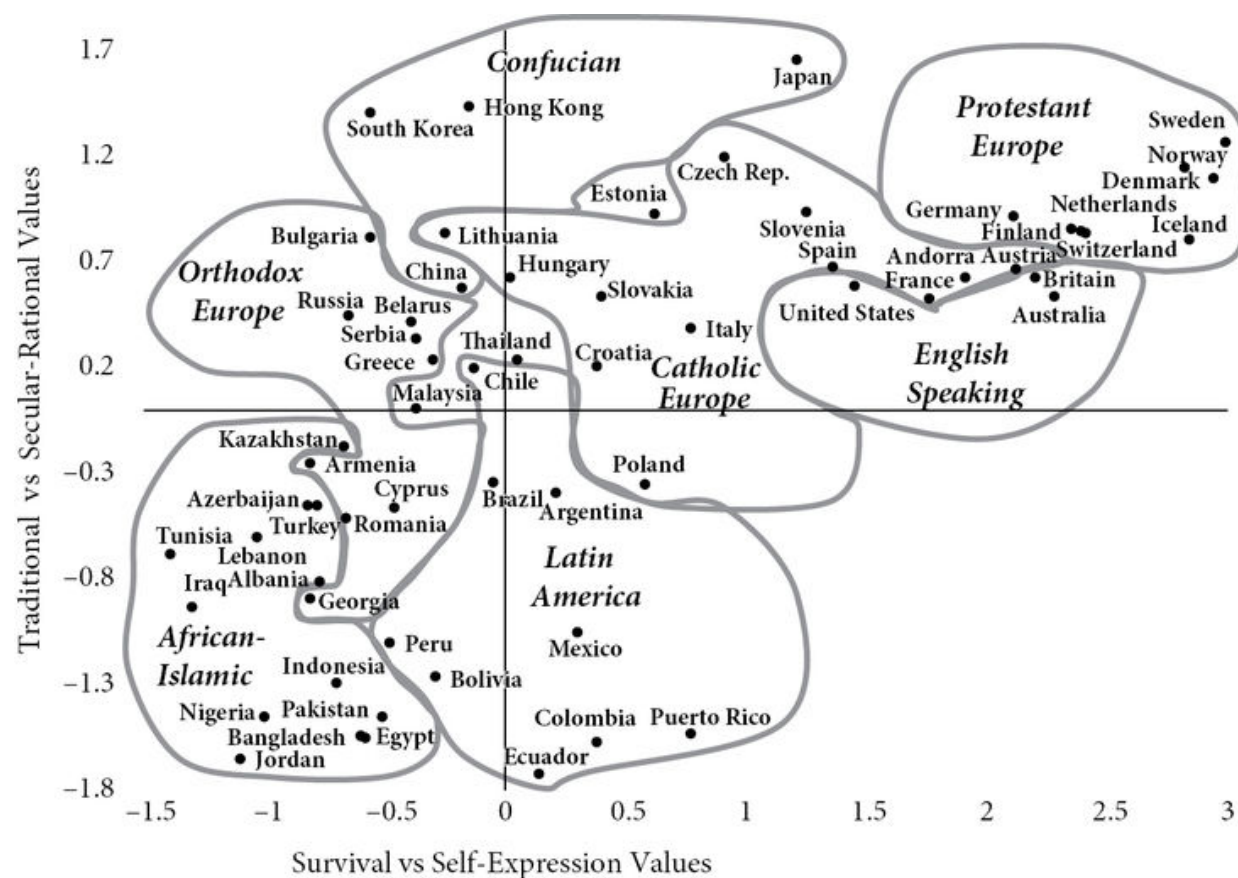 1.7
Confucian
Japan
Hong Kong
South Korea
Protestant
Europe
Sweden
1.2
Norway
Czech Rep.
Denmark
Estonia
Netherlands
Germany
Iceland
Finland
Slovenia
Switzerland
Bulgaria
Lithuania
Spain
Andorra
Austria
0.7
Hungary
China
Orthodox
Europe
France
Britain
Slovakia
Russia
Belarus
United States
Australia
Serbia
Italy
Thailand
Greece
Croatia
English
Speaking
0.2
Catholic
Europe
Chile
Malaysia
Kazakhstan
Armenia
Poland
−0.3
Cyprus
Azerbaijan
Brazil
Argentina
Turkey
Romania
Tunisia
Lebanon
Latin
America
−0.8
Iraq
Albania
Georgia
African-
Islamic
Peru
Mexico
Indonesia
Bolivia
−1.3
Nigeria
Pakistan
Colombia
Puerto Rico
Bangladesh
Egypt
Jordan
Ecuador
−1.8
−1.5 −1 −0.5 0 0.5 1 1.5 2 2.5 3
Survival vs Self-Expression Values
Traditional vs Secular-Rational Values